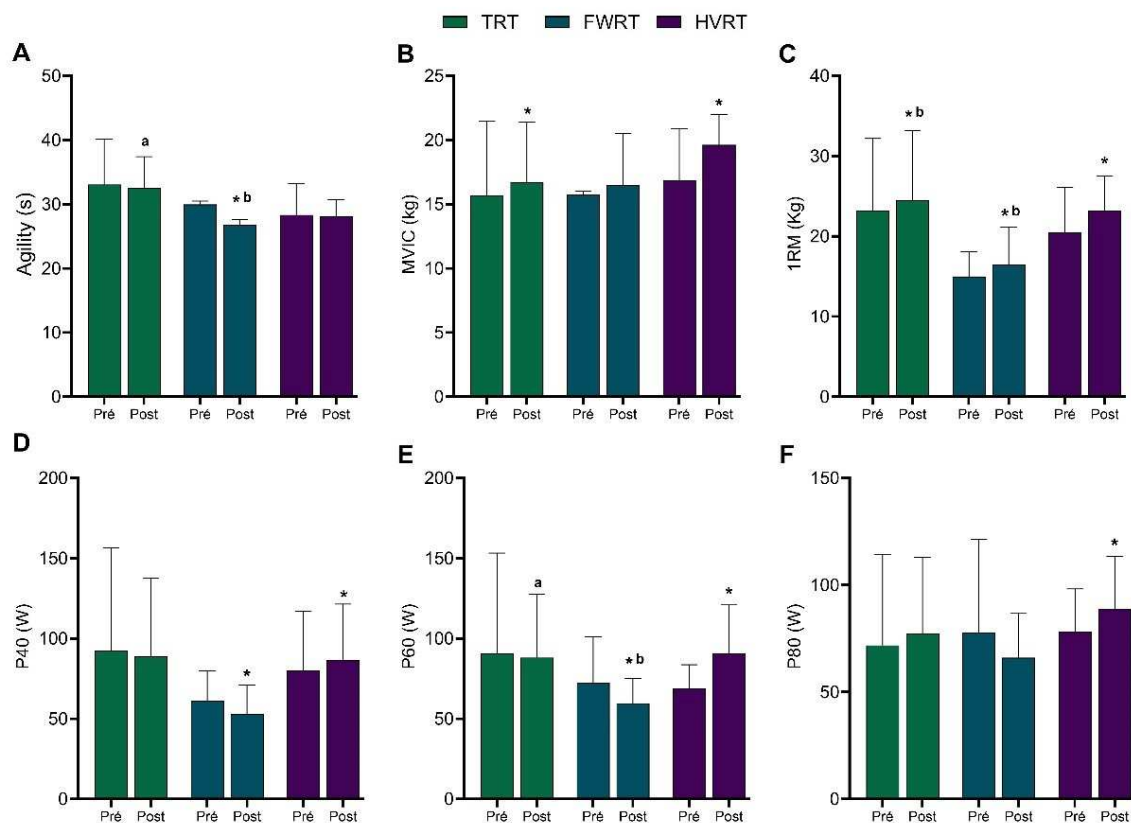 TRT FWRT HVRT
A
50
40
30
20
10
0
Agility (s)
a
* b
Pré Post Pré Post Pré Post
B
25
20
15
10
5
0
MVIC (kg)
*
*
Pré Post Pré Post Pré Post
C
40
30
20
10
0
1RM (Kg)
* b
* b
*
Pré Post Pré Post Pré Post
D
200
150
100
50
0
P40 (W)
*
*
Pré Post Pré Post Pré Post
E
200
150
100
50
0
P60 (W)
a
* b
*
Pré Post Pré Post Pré Post
F
150
100
50
0
P80 (W)
*
Pré Post Pré Post Pré Post